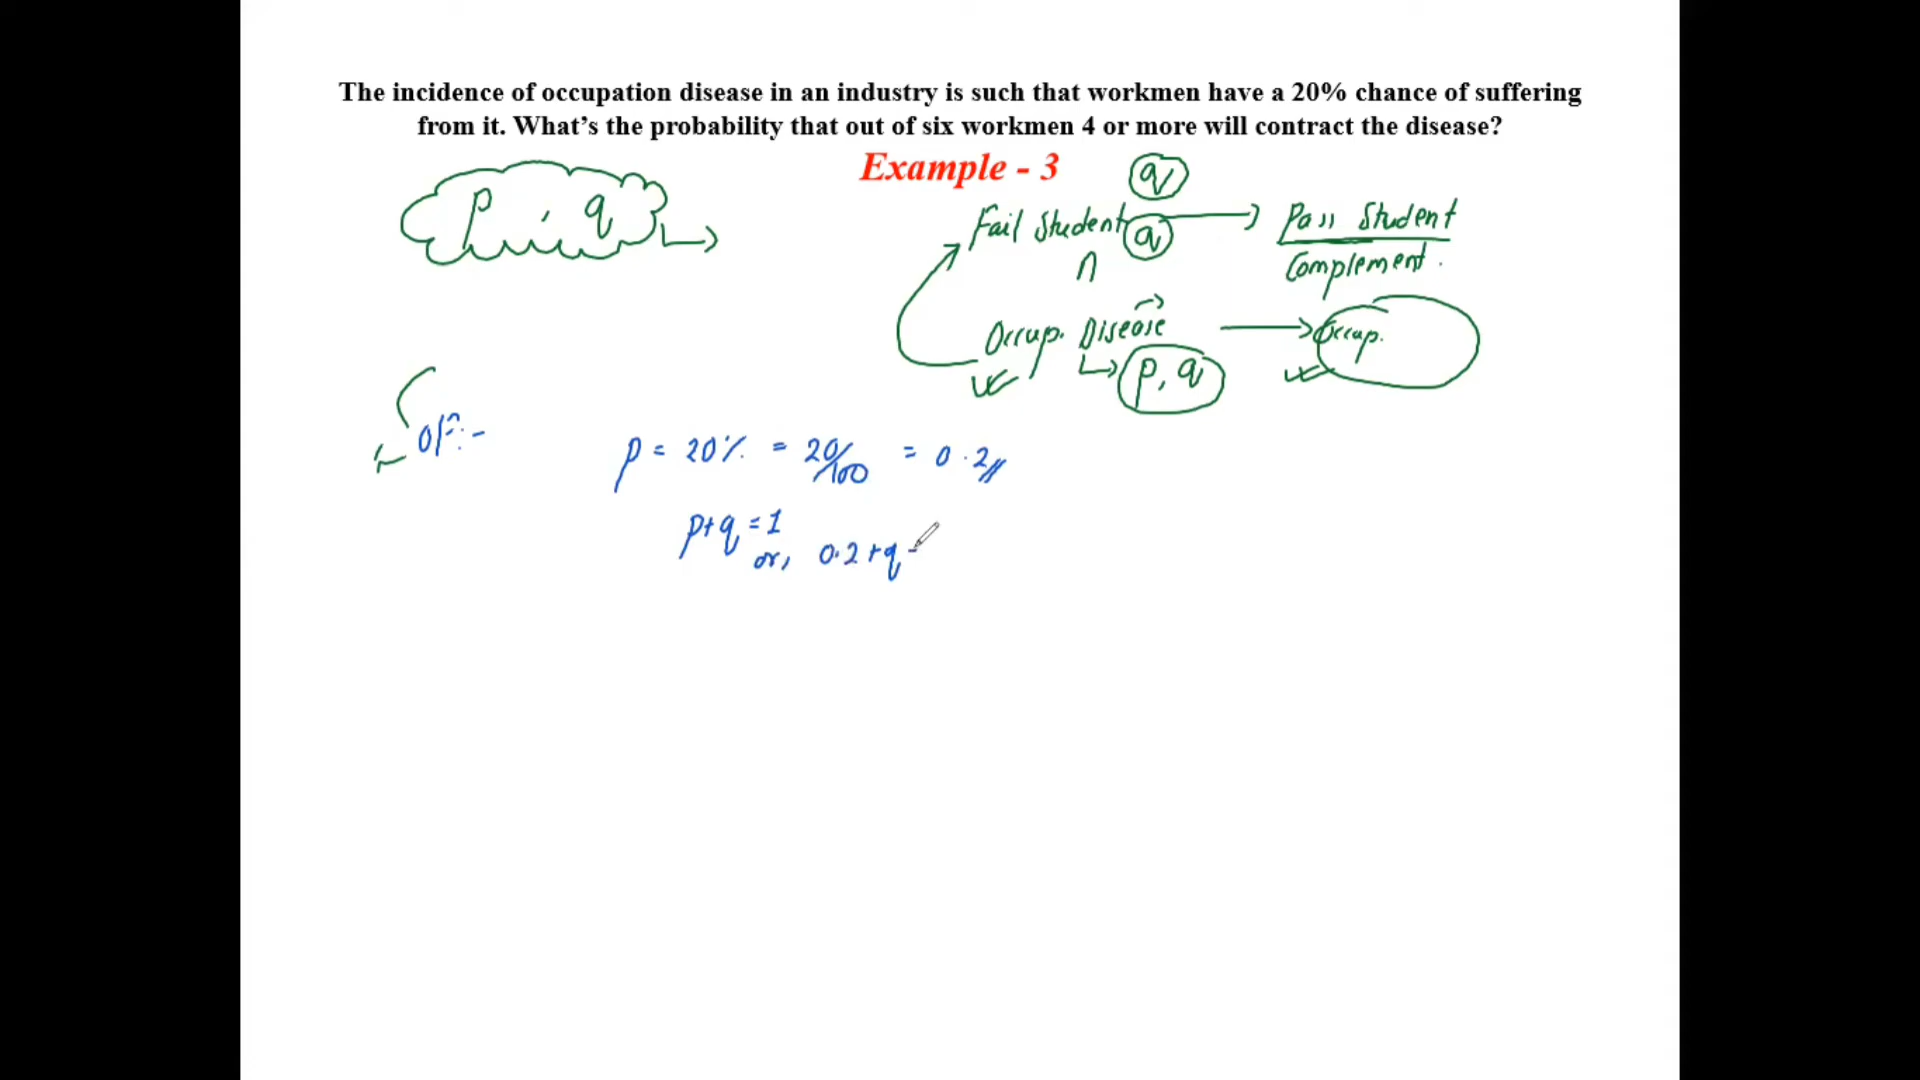 The incidence of occupation disease in an industry is such that workmen have a 20% chance of suffering
from it. What's the probability that out of six workmen 4 or more will contract the disease?
Example - 3
q
p , q
Fail Student q → Pass Student
n
Complement.
Occup. Disease → Occup.
p, q
Sol^n:-
p = 20% = 20/100 = 0.2
p+q = 1
or, 0.2+q -